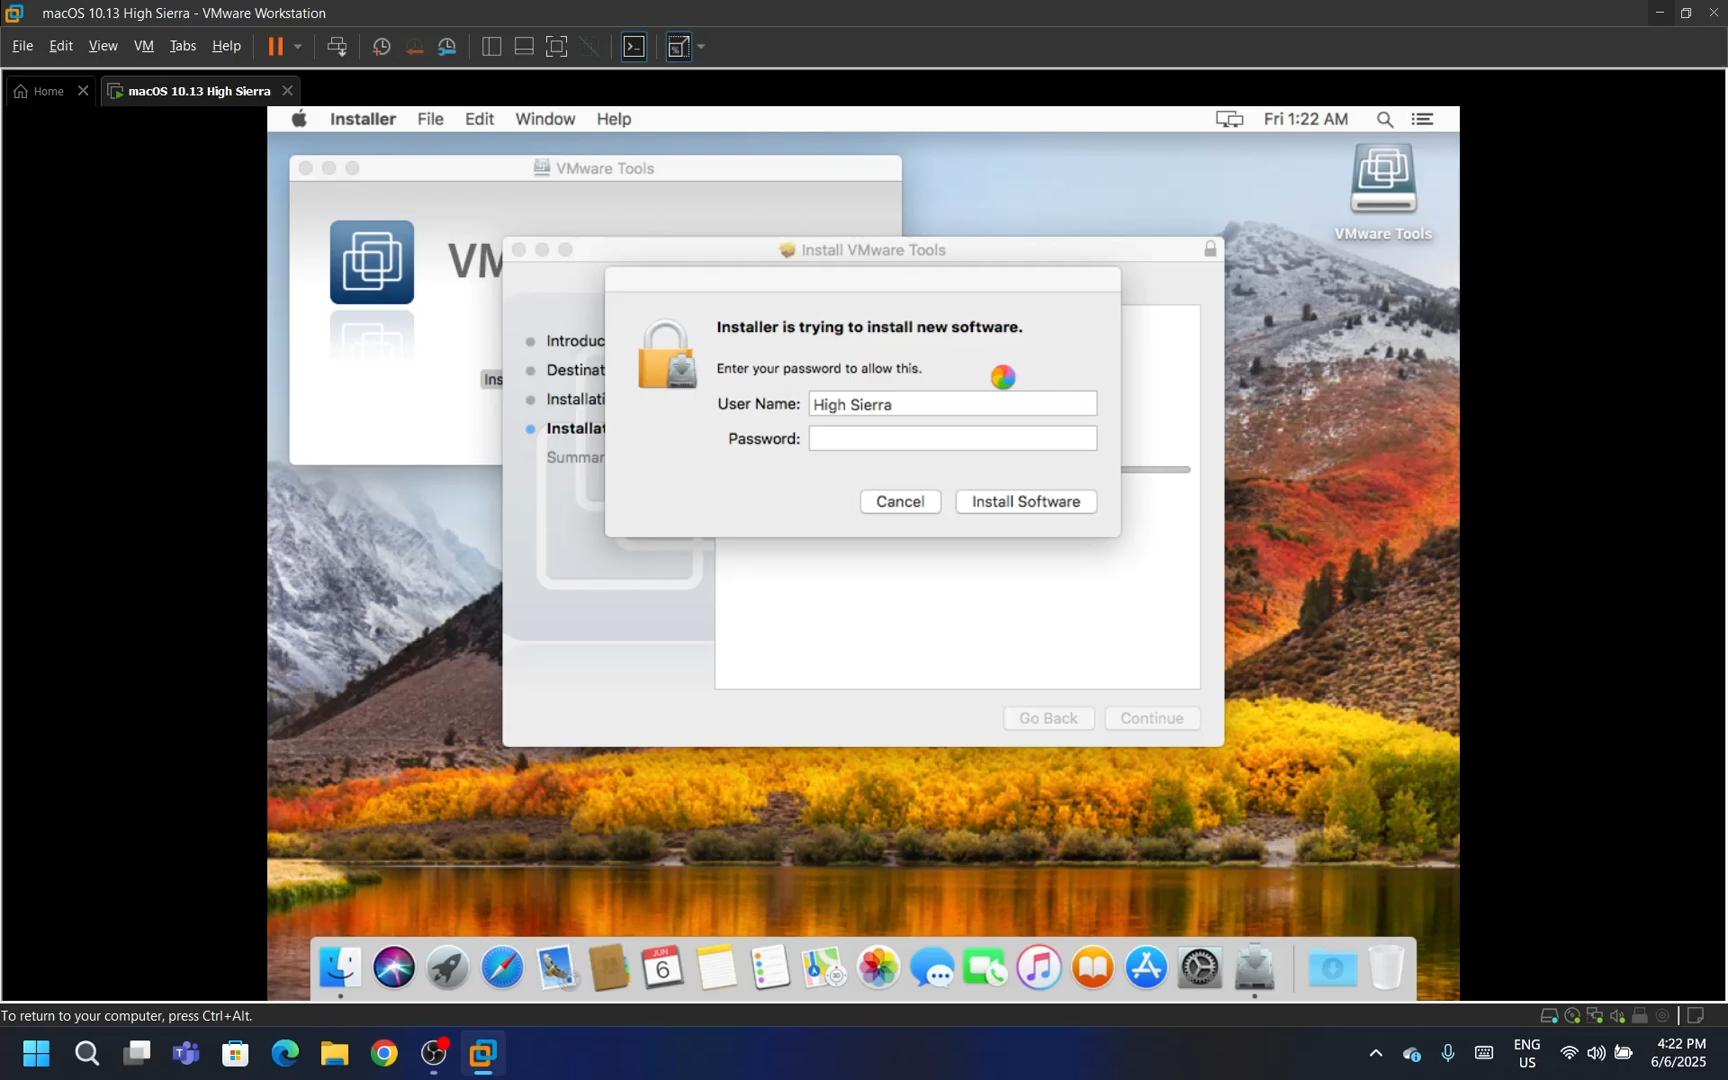 macOS 10.13 High Sierra - VMware Workstation
File Edit View VM Tabs Help
Home
macOS 10.13 High Sierra
Installer File Edit Window Help
Fri 1:22 AM
VMware Tools
VMware Tools
VM
Install VMware Tools
Installer is trying to install new software.
Enter your password to allow this.
User Name: High Sierra
Password:
Cancel Install Software
Introduc
Destinat
Installati
Installat
Summar
Ins
Go Back Continue
JUN
6
To return to your computer, press Ctrl+Alt.
ENG
US
4:22 PM
6/6/2025